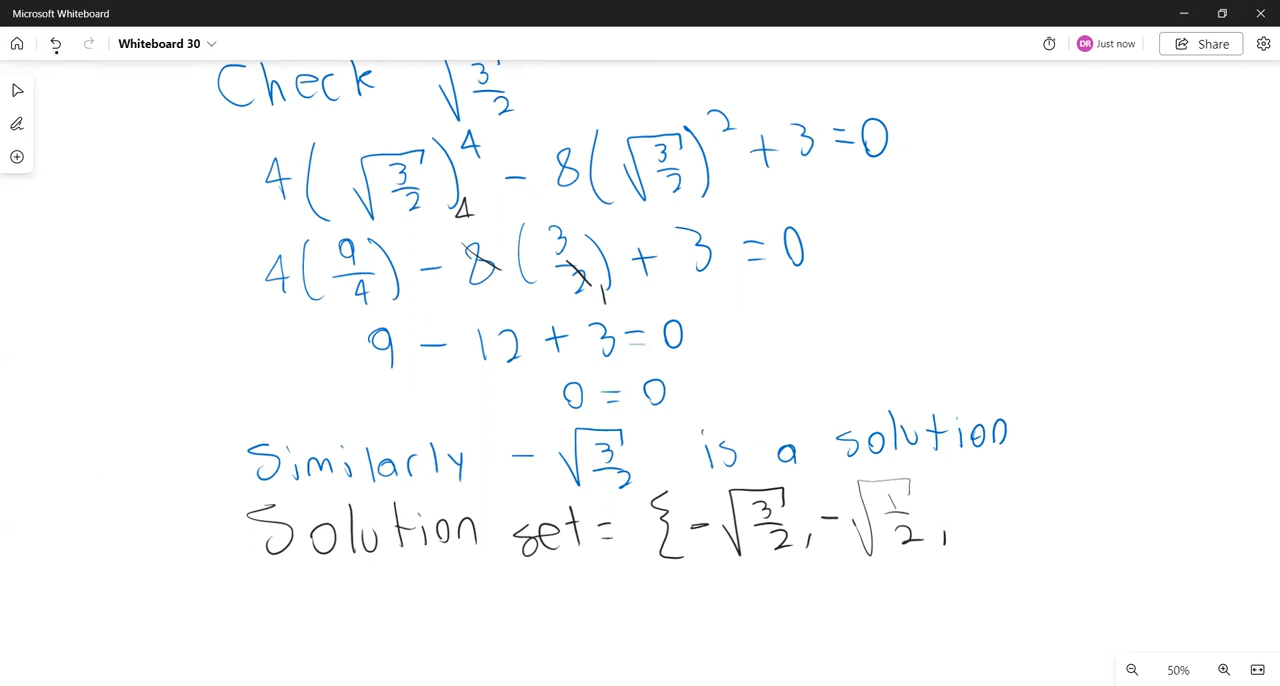 Microsoft Whiteboard
Whiteboard 30
DR Just now Share
Check √(3/2)
4(√(3/2))^4 - 8(√(3/2))^2 + 3 = 0
4(9/4) - 8^4(3/2 1) + 3 = 0
9 - 12 + 3 = 0
0 = 0
Similarly -√(3/2) is a solution
Solution set = {-√(3/2), -√(1/2),
50%